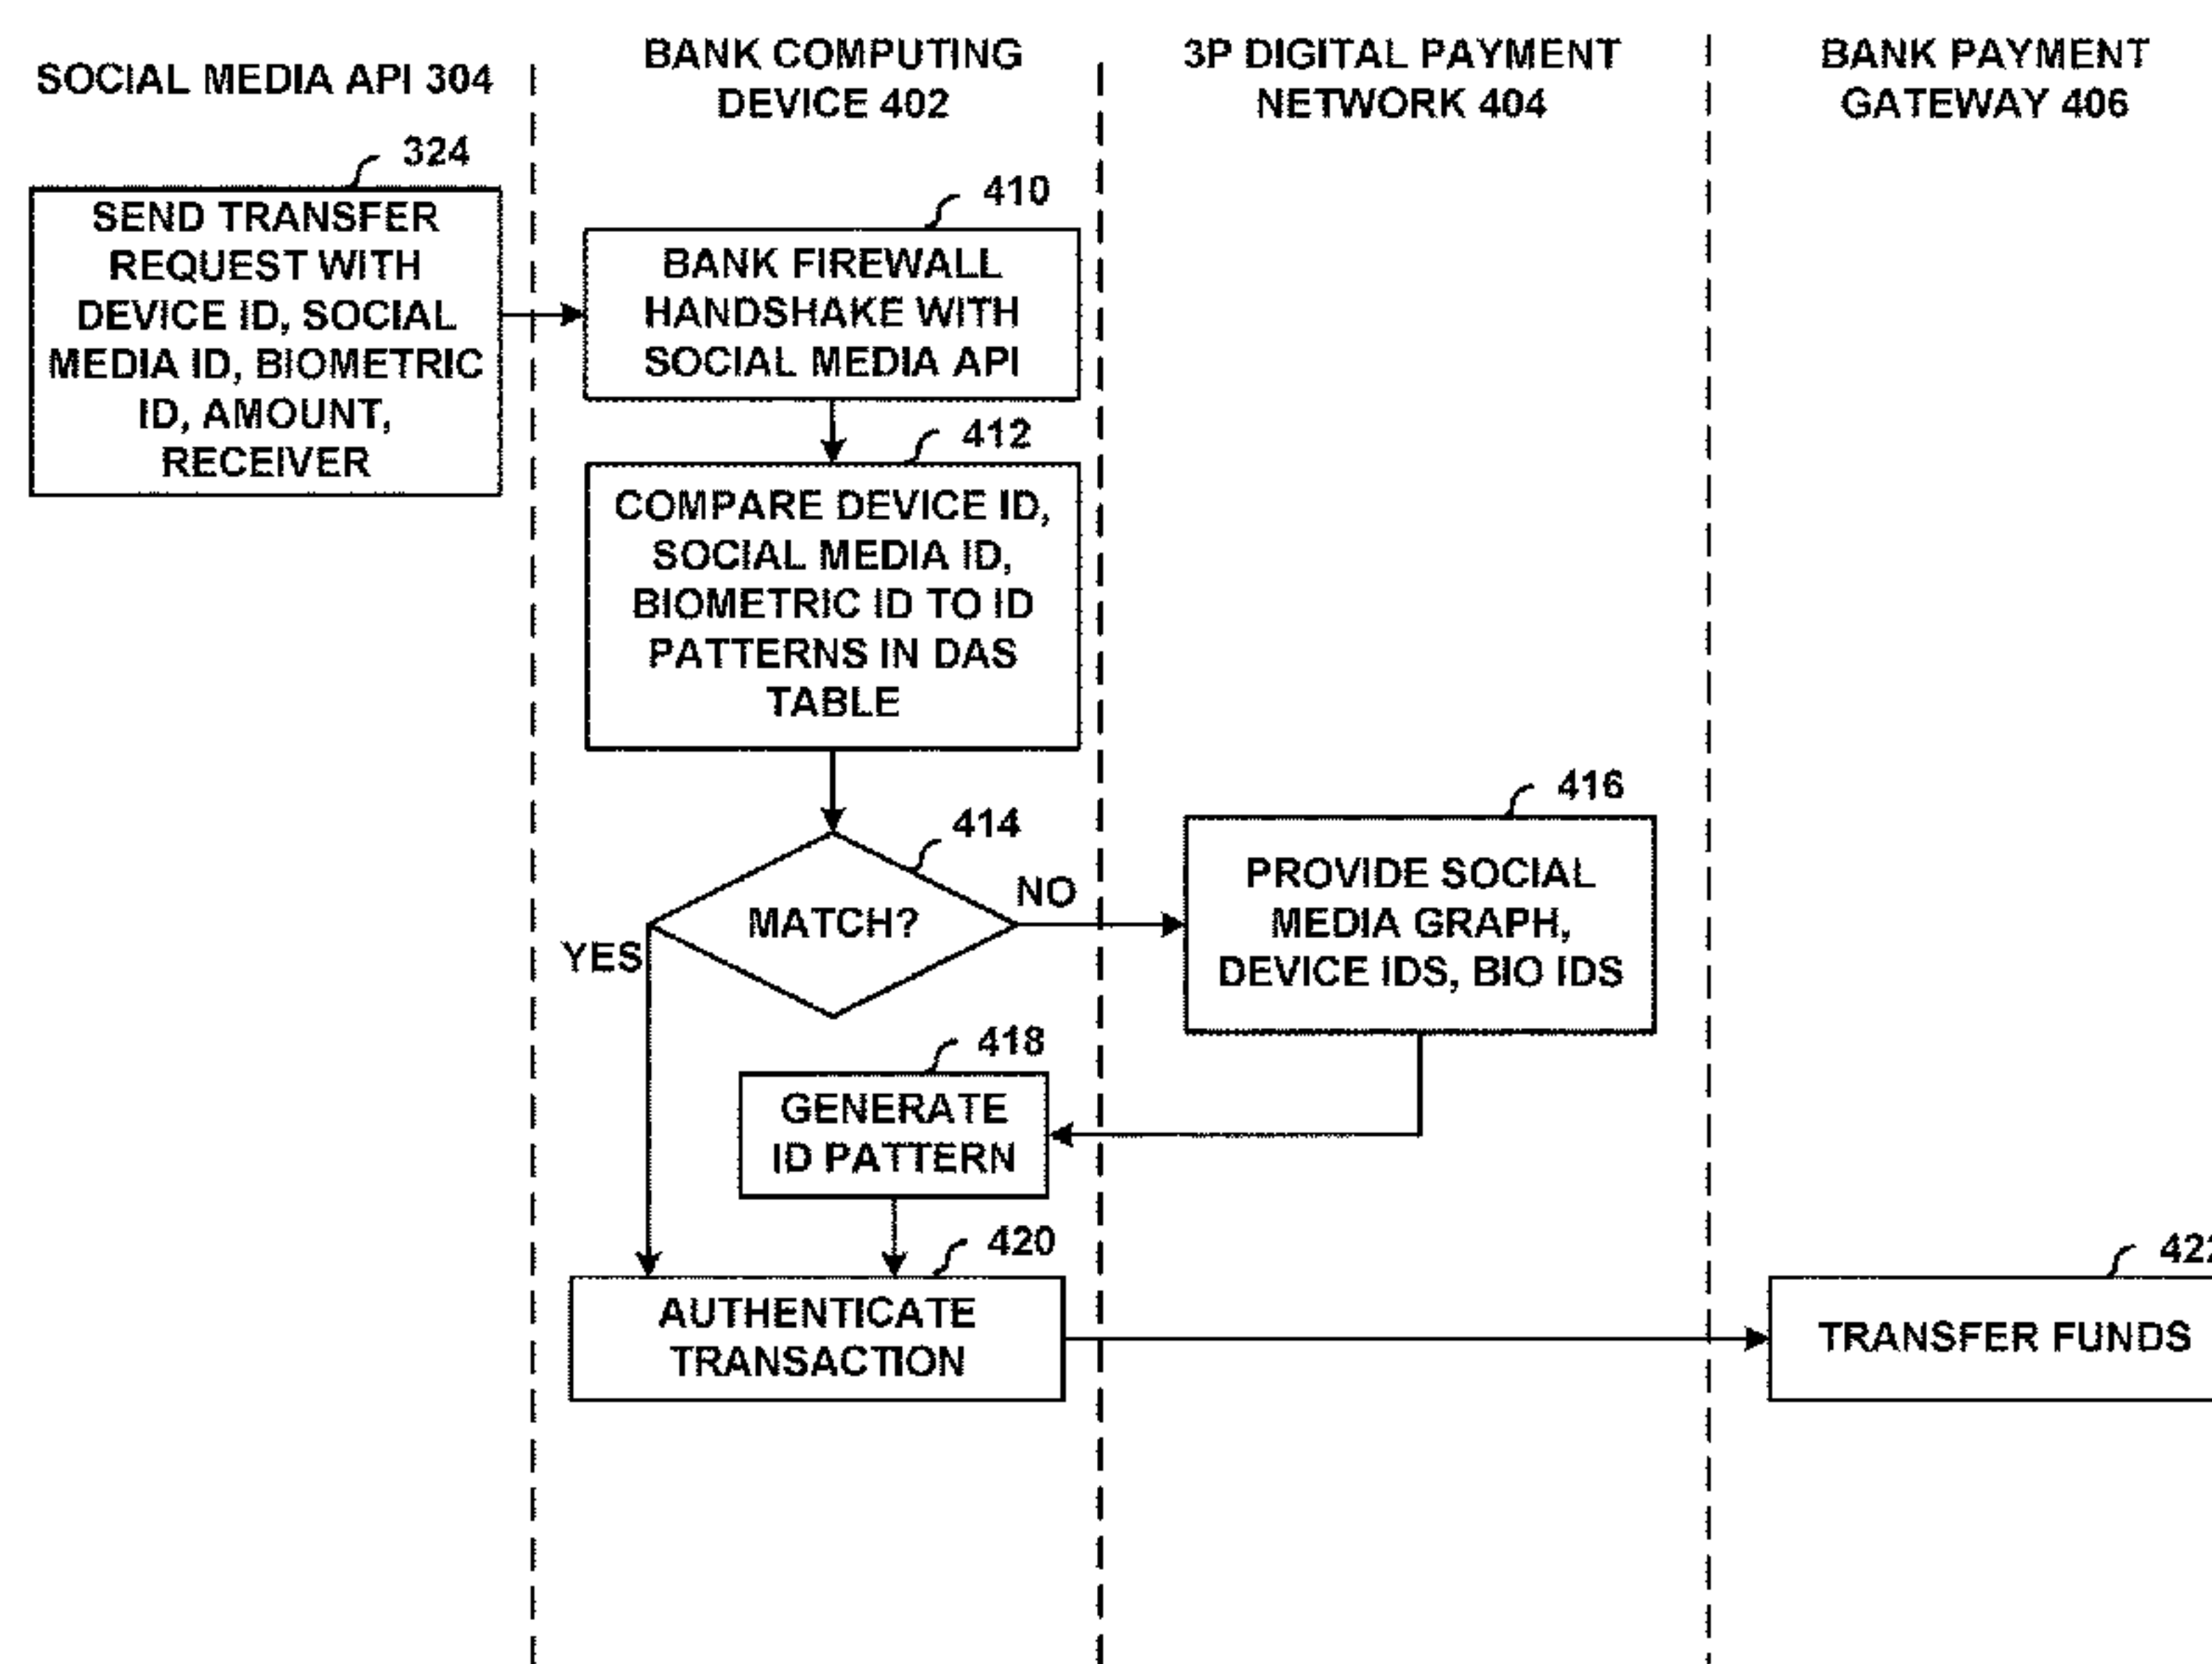 SOCIAL MEDIA API 304
BANK COMPUTING
DEVICE 402
3P DIGITAL PAYMENT
NETWORK 404
BANK PAYMENT
GATEWAY 406
324
SEND TRANSFER
REQUEST WITH
DEVICE ID, SOCIAL
MEDIA ID, BIOMETRIC
ID, AMOUNT,
RECEIVER
410
BANK FIREWALL
HANDSHAKE WITH
SOCIAL MEDIA API
412
COMPARE DEVICE ID,
SOCIAL MEDIA ID,
BIOMETRIC ID TO ID
PATTERNS IN DAS
TABLE
414
MATCH?
NO
YES
416
PROVIDE SOCIAL
MEDIA GRAPH,
DEVICE IDS, BIO IDS
418
GENERATE
ID PATTERN
420
AUTHENTICATE
TRANSACTION
422
TRANSFER FUNDS